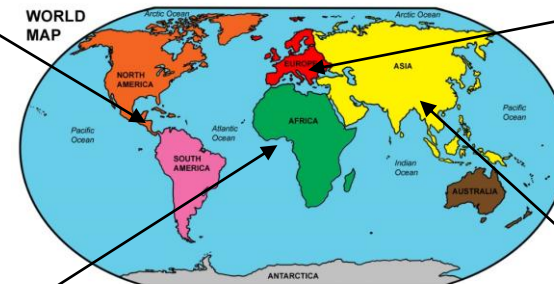 WORLD
MAP
Arctic Ocean
Arctic Ocean
NORTH
AMERICA
EUROPE
ASIA
Pacific
Ocean
Atlantic
Ocean
AFRICA
Pacific
Ocean
SOUTH
AMERICA
Indian
Ocean
AUSTRALIA
ANTARCTICA